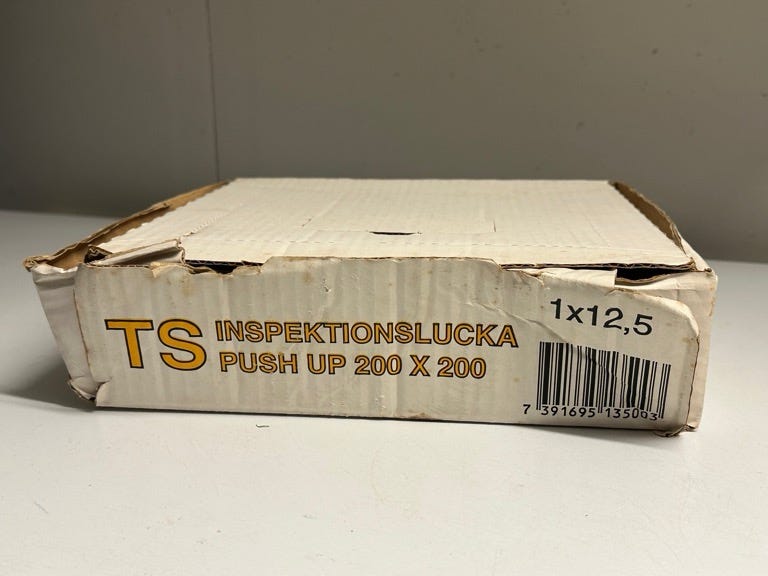 TS INSPEKTIONSLUCKA
PUSH UP 200 X 200
1x12,5
7 391695 135003